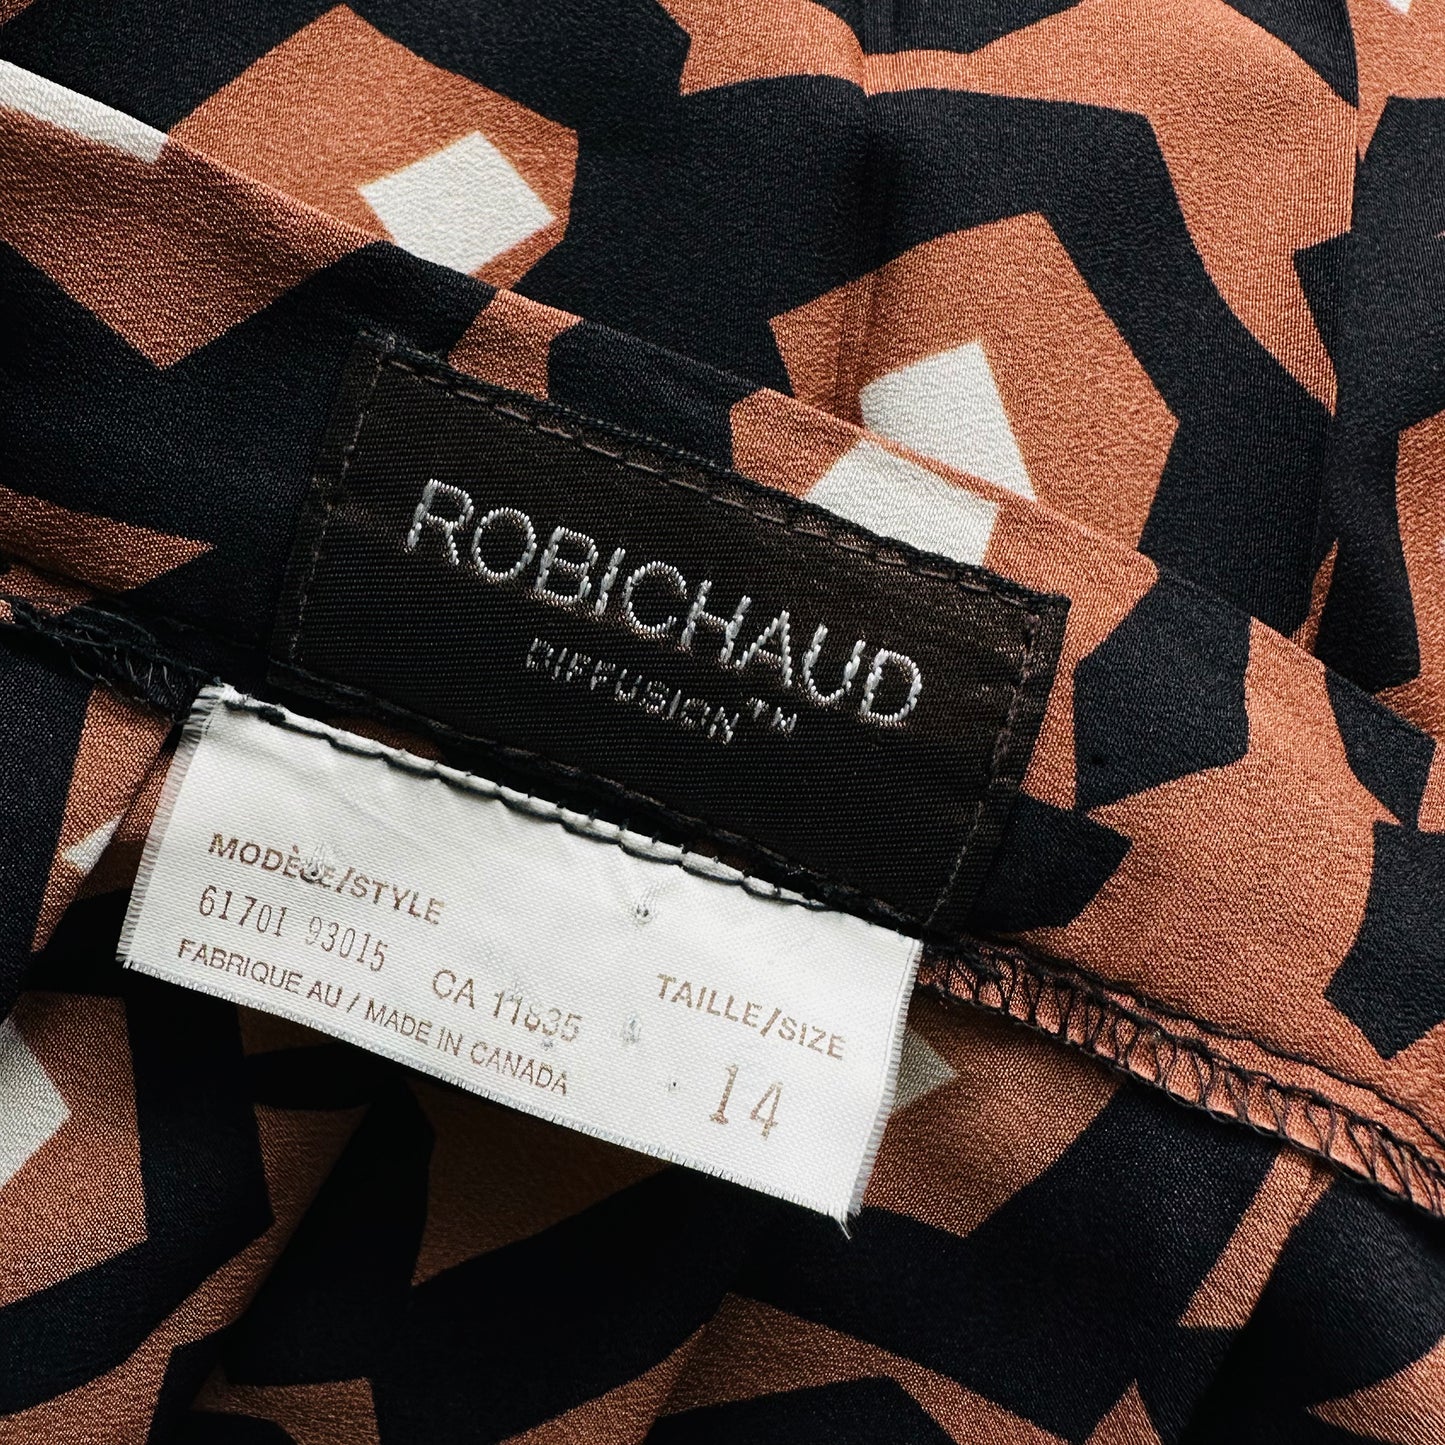 ROBICHAUD
DIFFUSION™
MODÈLE/STYLE
61701 93015
CA 11835
FABRIQUE AU / MADE IN CANADA
TAILLE/SIZE
14